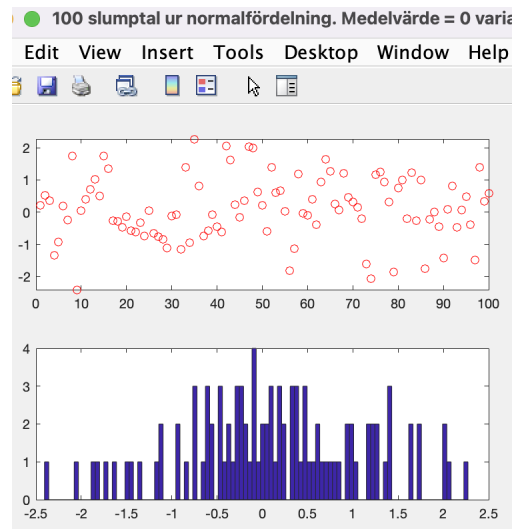 100 slumptal ur normalfördelning. Medelvärde = 0 varia
Edit View Insert Tools Desktop Window Help
2
1
0
-1
-2
0 10 20 30 40 50 60 70 80 90 100
4
3
2
1
0
-2.5 -2 -1.5 -1 -0.5 0 0.5 1 1.5 2 2.5